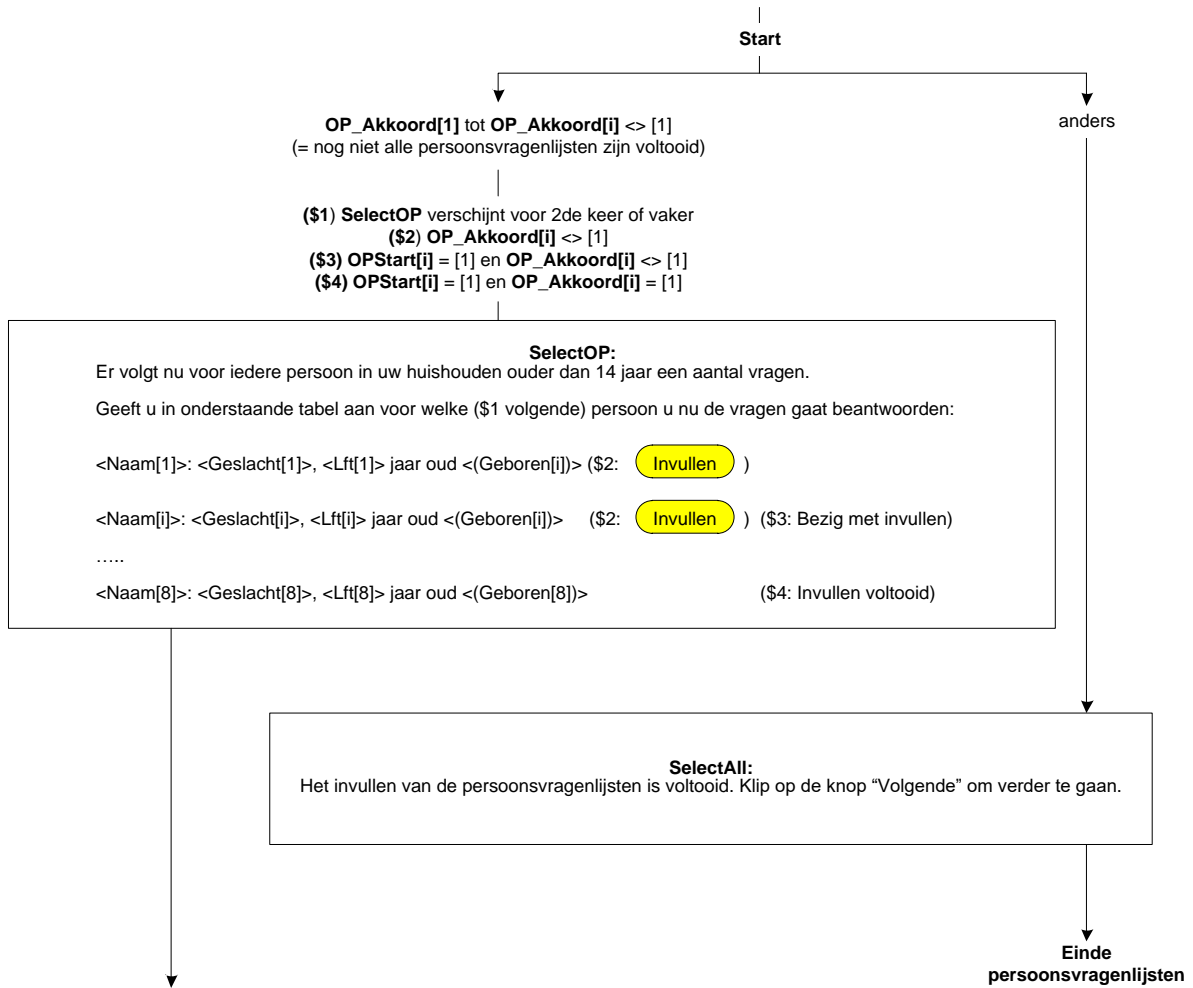 Start
OP_Akkoord[1] tot OP_Akkoord[i] <> [1]
(= nog niet alle persoonsvragenlijsten zijn voltooid)
anders
($1) SelectOP verschijnt voor 2de keer of vaker
($2) OP_Akkoord[i] <> [1]
($3) OPStart[i] = [1] en OP_Akkoord[i] <> [1]
($4) OPStart[i] = [1] en OP_Akkoord[i] = [1]
SelectOP:
Er volgt nu voor iedere persoon in uw huishouden ouder dan 14 jaar een aantal vragen.
Geeft u in onderstaande tabel aan voor welke ($1 volgende) persoon u nu de vragen gaat beantwoorden:
<Naam[1]>: <Geslacht[1]>, <Lft[1]> jaar oud <(Geboren[i])> ($2: Invullen )
<Naam[i]>: <Geslacht[i]>, <Lft[i]> jaar oud <(Geboren[i])> ($2: Invullen ) ($3: Bezig met invullen)
…..
<Naam[8]>: <Geslacht[8]>, <Lft[8]> jaar oud <(Geboren[8])> ($4: Invullen voltooid)
SelectAll:
Het invullen van de persoonsvragenlijsten is voltooid. Klip op de knop “Volgende” om verder te gaan.
Einde
persoonsvragenlijsten